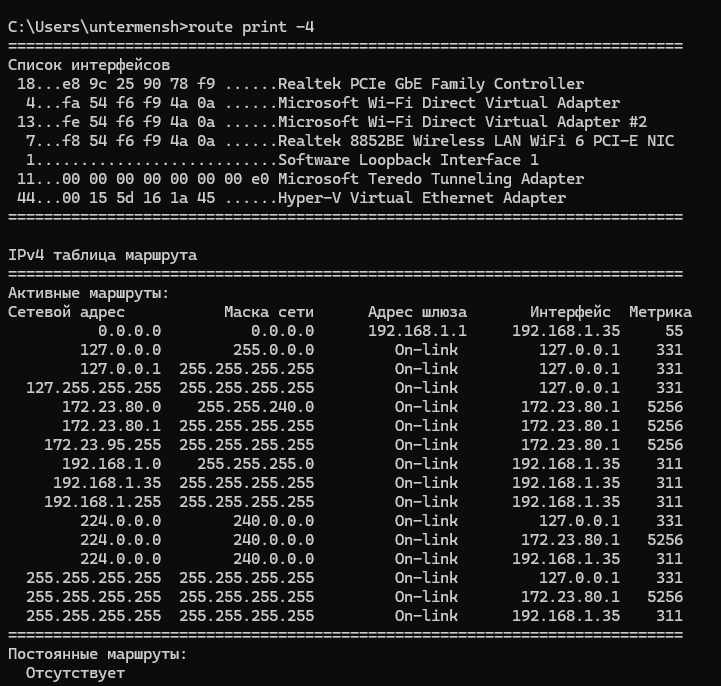 C:\Users\untermensh>route print -4
===========================================================================
Список интерфейсов
 18...e8 9c 25 90 78 f9 ......Realtek PCIe GbE Family Controller
  4...fa 54 f6 f9 4a 0a ......Microsoft Wi-Fi Direct Virtual Adapter
 13...fe 54 f6 f9 4a 0a ......Microsoft Wi-Fi Direct Virtual Adapter #2
  7...f8 54 f6 f9 4a 0a ......Realtek 8852BE Wireless LAN WiFi 6 PCI-E NIC
  1...........................Software Loopback Interface 1
 11...00 00 00 00 00 00 00 e0 Microsoft Teredo Tunneling Adapter
 44...00 15 5d 16 1a 45 ......Hyper-V Virtual Ethernet Adapter
===========================================================================
IPv4 таблица маршрута
===========================================================================
Активные маршруты:
Сетевой адрес           Маска сети      Адрес шлюза       Интерфейс  Метрика
          0.0.0.0          0.0.0.0      192.168.1.1     192.168.1.35     55
        127.0.0.0        255.0.0.0         On-link         127.0.0.1    331
        127.0.0.1  255.255.255.255         On-link         127.0.0.1    331
  127.255.255.255  255.255.255.255         On-link         127.0.0.1    331
      172.23.80.0    255.255.240.0         On-link       172.23.80.1   5256
      172.23.80.1  255.255.255.255         On-link       172.23.80.1   5256
    172.23.95.255  255.255.255.255         On-link       172.23.80.1   5256
      192.168.1.0    255.255.255.0         On-link      192.168.1.35    311
     192.168.1.35  255.255.255.255         On-link      192.168.1.35    311
    192.168.1.255  255.255.255.255         On-link      192.168.1.35    311
        224.0.0.0        240.0.0.0         On-link         127.0.0.1    331
        224.0.0.0        240.0.0.0         On-link       172.23.80.1   5256
        224.0.0.0        240.0.0.0         On-link      192.168.1.35    311
  255.255.255.255  255.255.255.255         On-link         127.0.0.1    331
  255.255.255.255  255.255.255.255         On-link       172.23.80.1   5256
  255.255.255.255  255.255.255.255         On-link      192.168.1.35    311
===========================================================================
Постоянные маршруты:
  Отсутствует